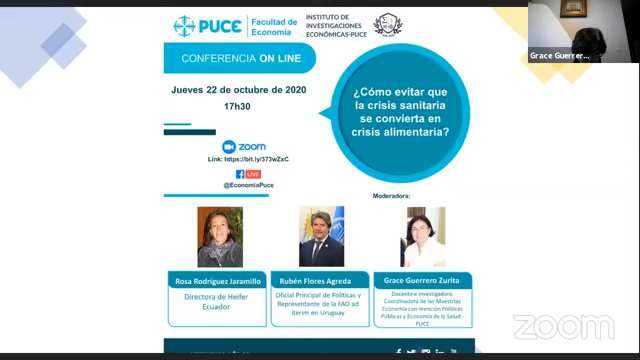 PUCE
Facultad de
Economía
INSTITUTO DE
INVESTIGACIONES
ECONÓMICAS-PUCE
CONFERENCIA ON LINE
Jueves 22 de octubre de 2020
17h30
¿Cómo evitar que
la crisis sanitaria
se convierta en
crisis alimentaria?
zoom
Link: https://bit.ly/373wZxC
f LIVE
@EconomiaPuce
Moderadora:
Rosa Rodríguez Jaramillo
Directora de Heifer
Ecuador
Rubén Flores Agreda
Oficial Principal de Políticas y
Representante de la FAO ad
iterim en Uruguay
Grace Guerrero Zurita
Docente e investigadora.
Coordinadora de las Maestrías
Economía con mención Políticas
Públicas y Economía de la Salud -
PUCE
Grace Guerrer...
zoom